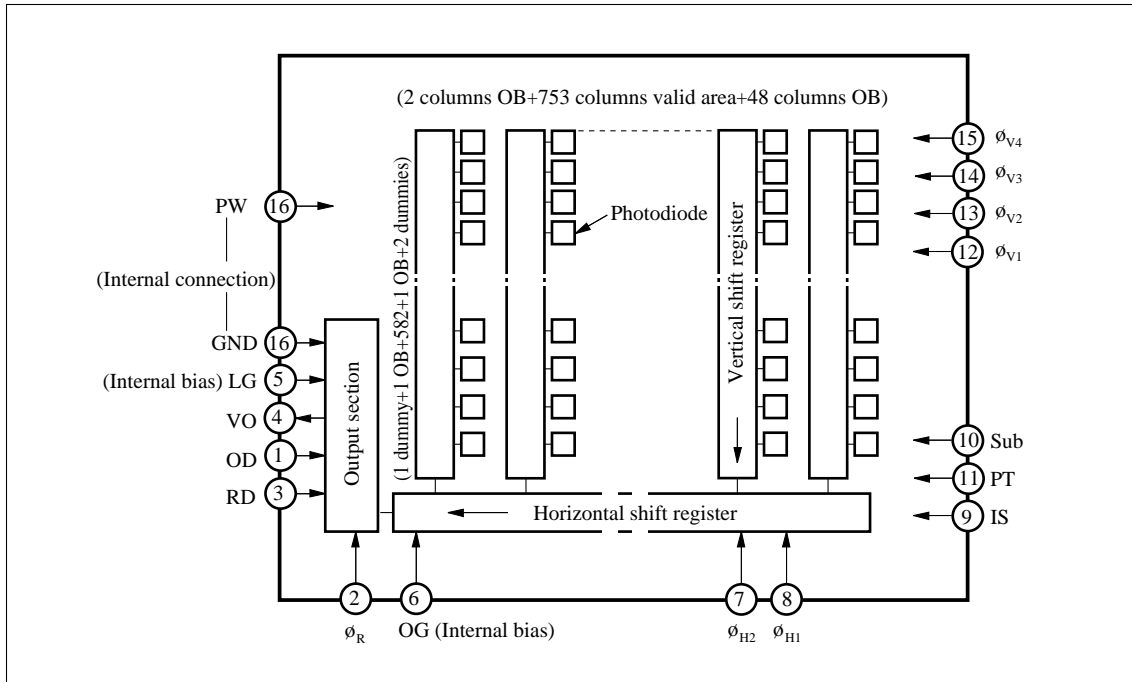 (2 columns OB+753 columns valid area+48 columns OB)
(1 dummy+1 OB+582+1 OB+2 dummies)
Photodiode
Vertical shift register
Output section
Horizontal shift register
PW
16
(Internal connection)
GND
16
(Internal bias) LG
5
VO
4
OD
1
RD
3
15
øV4
14
øV3
13
øV2
12
øV1
10
Sub
11
PT
9
IS
2
øR
6
OG (Internal bias)
7
øH2
8
øH1